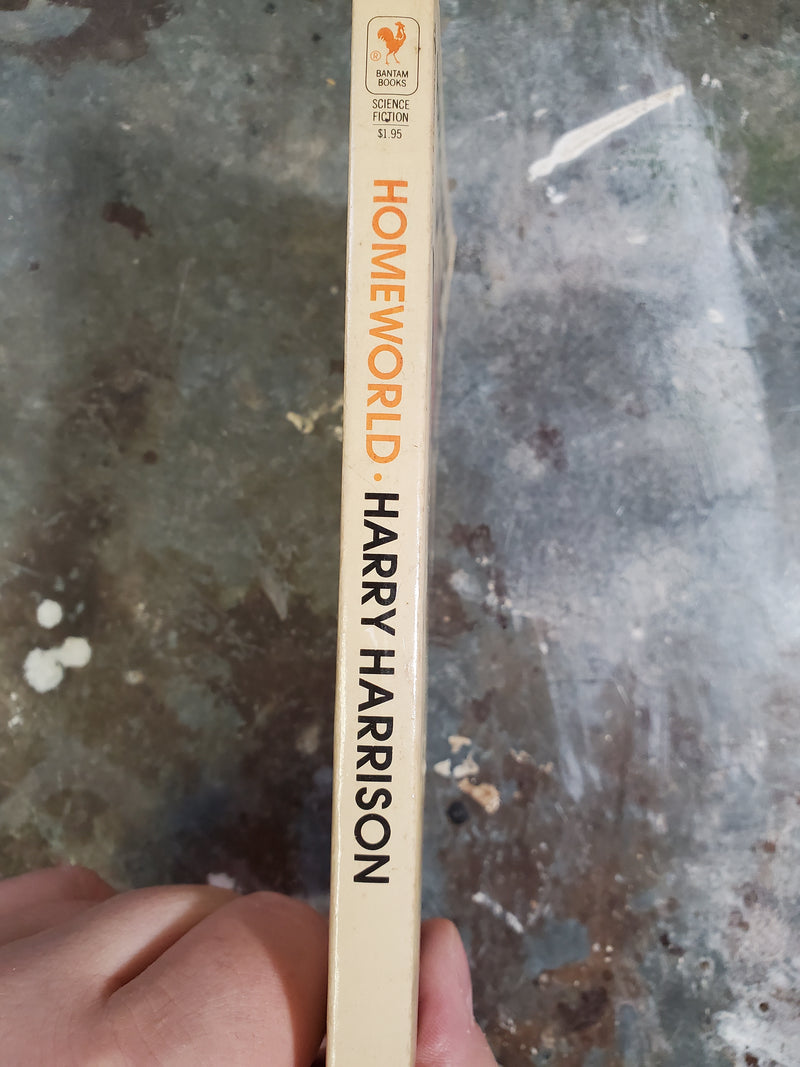 ®
BANTAM
BOOKS
SCIENCE
FICTION
$1.95
HOMEWORLD · HARRY HARRISON